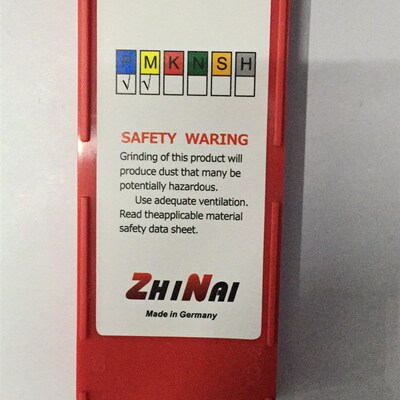 P M K N S H
√ √
SAFETY WARING
Grinding of this product will
produce dust that many be
potentially hazardous.
Use adequate ventilation.
Read theapplicable material
safety data sheet.
ZHINAI
Made in Germany